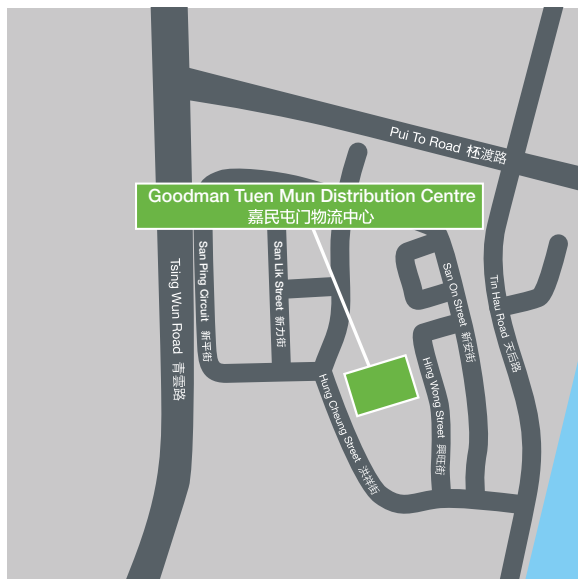 Pui To Road 杯渡路
Goodman Tuen Mun Distribution Centre
嘉民屯门物流中心
Tsing Wun Road 青雲路
San Ping Circuit 新平街
San Lik Street 新力街
San On Street 新安街
Tin Hau Road 天后路
Hung Cheung Street 洪祥街
Hing Wong Street 興旺街